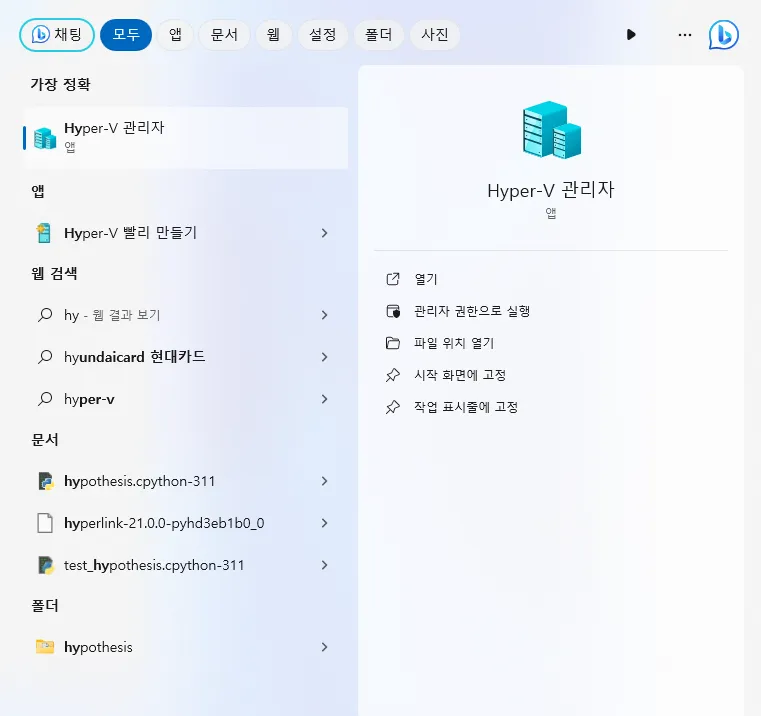 채팅 모두 앱 문서 웹 설정 폴더 사진
가장 정확
Hyper-V 관리자
앱
앱
Hyper-V 빨리 만들기
웹 검색
hy - 웹 결과 보기
hyundaicard 현대카드
hyper-v
문서
hypothesis.cpython-311
hyperlink-21.0.0-pyhd3eb1b0_0
test_hypothesis.cpython-311
폴더
hypothesis
Hyper-V 관리자
앱
열기
관리자 권한으로 실행
파일 위치 열기
시작 화면에 고정
작업 표시줄에 고정